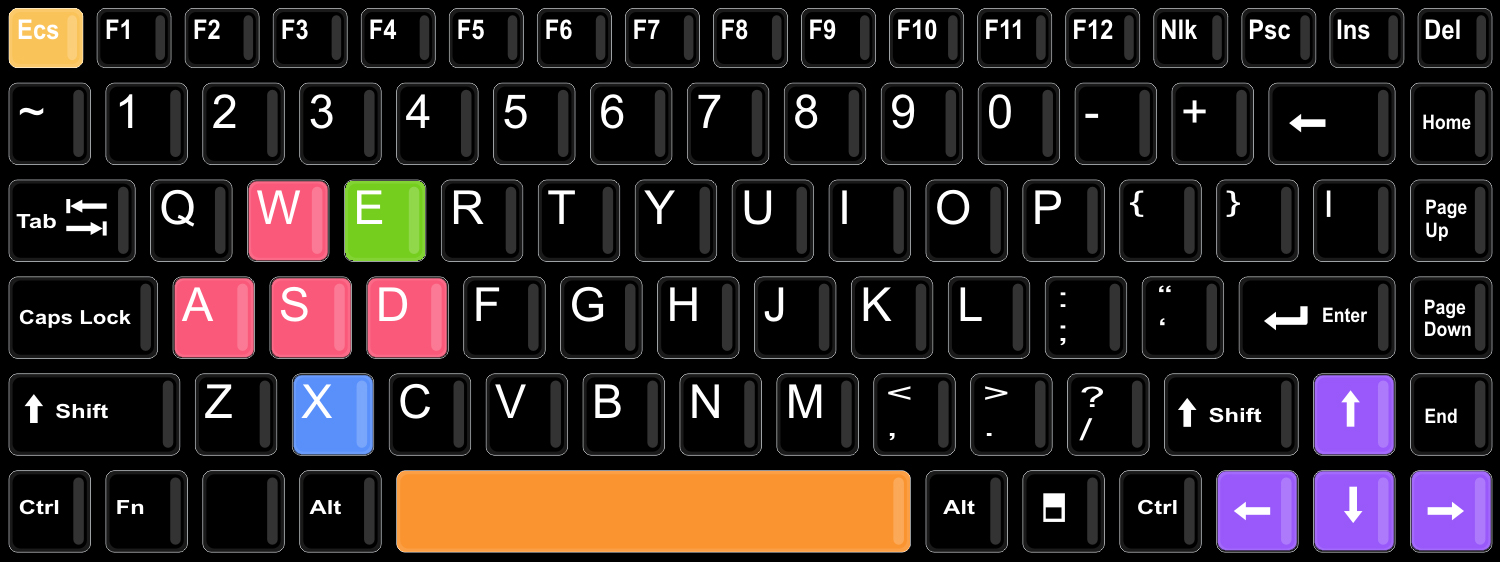 Ecs F1 F2 F3 F4 F5 F6 F7 F8 F9 F10 F11 F12 Nlk Psc Ins Del
~ 1 2 3 4 5 6 7 8 9 0 - + ← Home
Tab Q W E R T Y U I O P { } | Page Up
Caps Lock A S D F G H J K L : ; “ ‘ Enter Page Down
↑ Shift Z X C V B N M < , > . ? / ↑ Shift ↑ End
Ctrl Fn Alt Alt Ctrl ← ↓ →